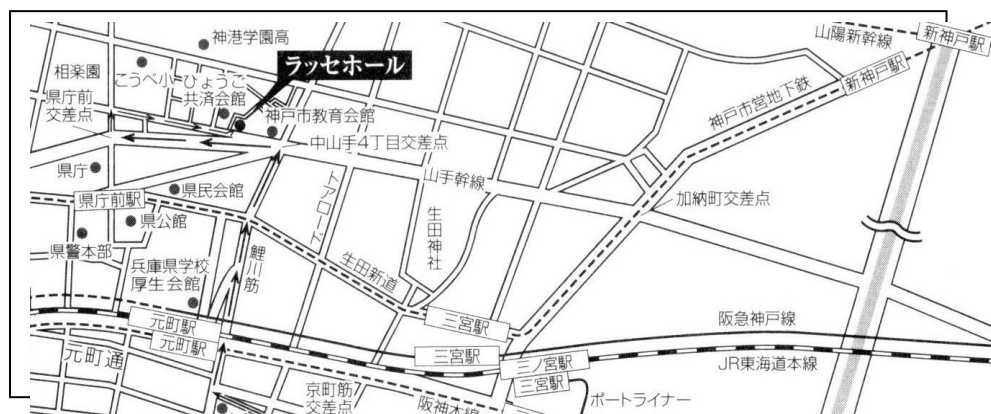 神港学園高
山陽新幹線
新神戸駅
ラッセホール
相楽園
こうべ小
ひょうご
共済会館
新神戸駅
県庁前
交差点
神戸市教育会館
神戸市営地下鉄
中山手4丁目交差点
県庁
県民会館
トアロード
山手幹線
加納町交差点
県庁前駅
県公館
生田神社
県警本部
鯉川筋
兵庫県学校
厚生会館
生田新道
元町駅
三宮駅
阪急神戸線
元町駅
三宮駅
三ノ宮駅
JR東海道本線
元町通
三宮駅
京町筋
交差点
阪神本線
ポートライナー